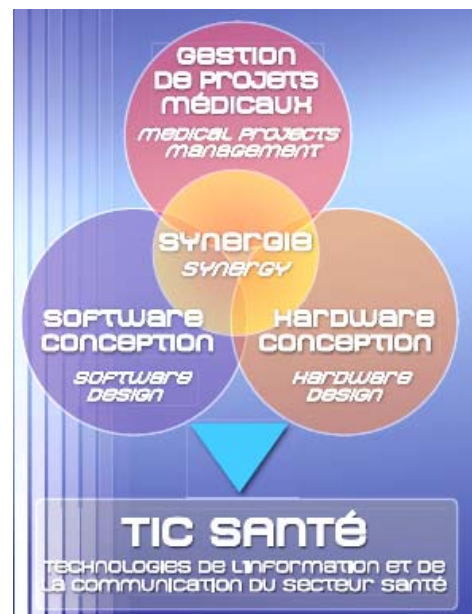 GESTION
DE PROJETS
MÉDICAUX
MEDICAL PROJECTS
MANAGEMENT
SYNERGIE
SYNERGY
SOFTWARE
CONCEPTION
SOFTWARE
DESIGN
HARDWARE
CONCEPTION
HARDWARE
DESIGN
TIC SANTÉ
TECHNOLOGIES DE L'INFORMATION ET DE
LA COMMUNICATION DU SECTEUR SANTÉ